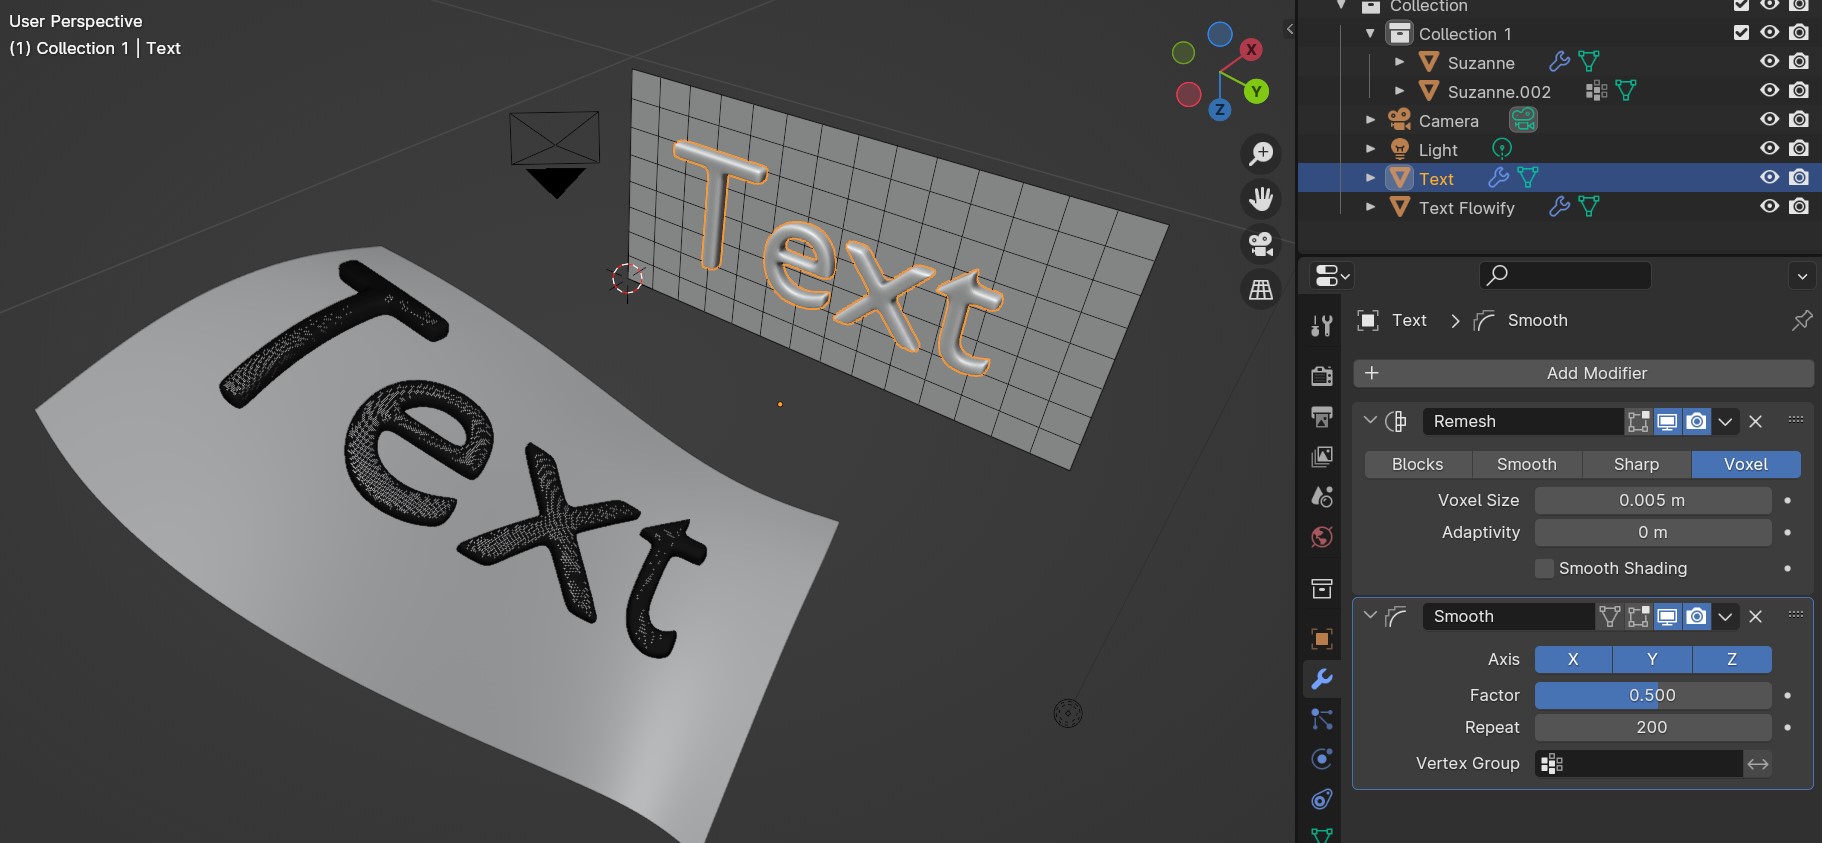 User Perspective
(1) Collection 1 | Text
X
Y
Z
Text
Text
Collection
Collection 1
Suzanne
Suzanne.002
Camera
Light
Text
Text Flowify
Text > Smooth
+ Add Modifier
Remesh
Blocks Smooth Sharp Voxel
Voxel Size 0.005 m
Adaptivity 0 m
Smooth Shading
Smooth
Axis X Y Z
Factor 0.500
Repeat 200
Vertex Group